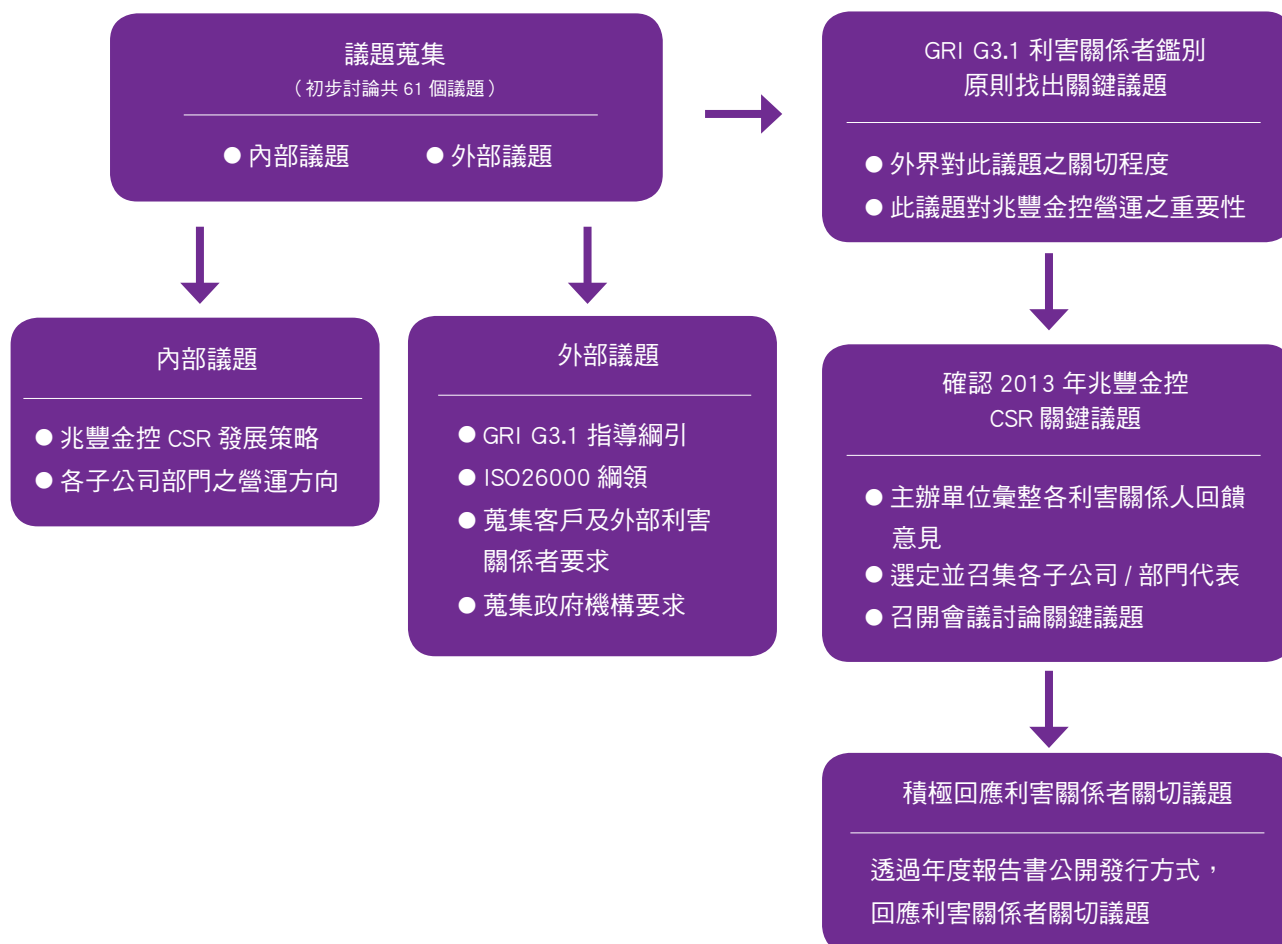 議題蒐集
（初步討論共 61 個議題）
● 內部議題
● 外部議題
內部議題
● 兆豐金控 CSR 發展策略
● 各子公司部門之營運方向
外部議題
● GRI G3.1 指導綱引
● ISO26000 綱領
● 蒐集客戶及外部利害
關係者要求
● 蒐集政府機構要求
GRI G3.1 利害關係者鑑別
原則找出關鍵議題
● 外界對此議題之關切程度
● 此議題對兆豐金控營運之重要性
確認 2013 年兆豐金控
CSR 關鍵議題
● 主辦單位彙整各利害關係人回饋
意見
● 選定並召集各子公司 / 部門代表
● 召開會議討論關鍵議題
積極回應利害關係者關切議題
透過年度報告書公開發行方式，
回應利害關係者關切議題